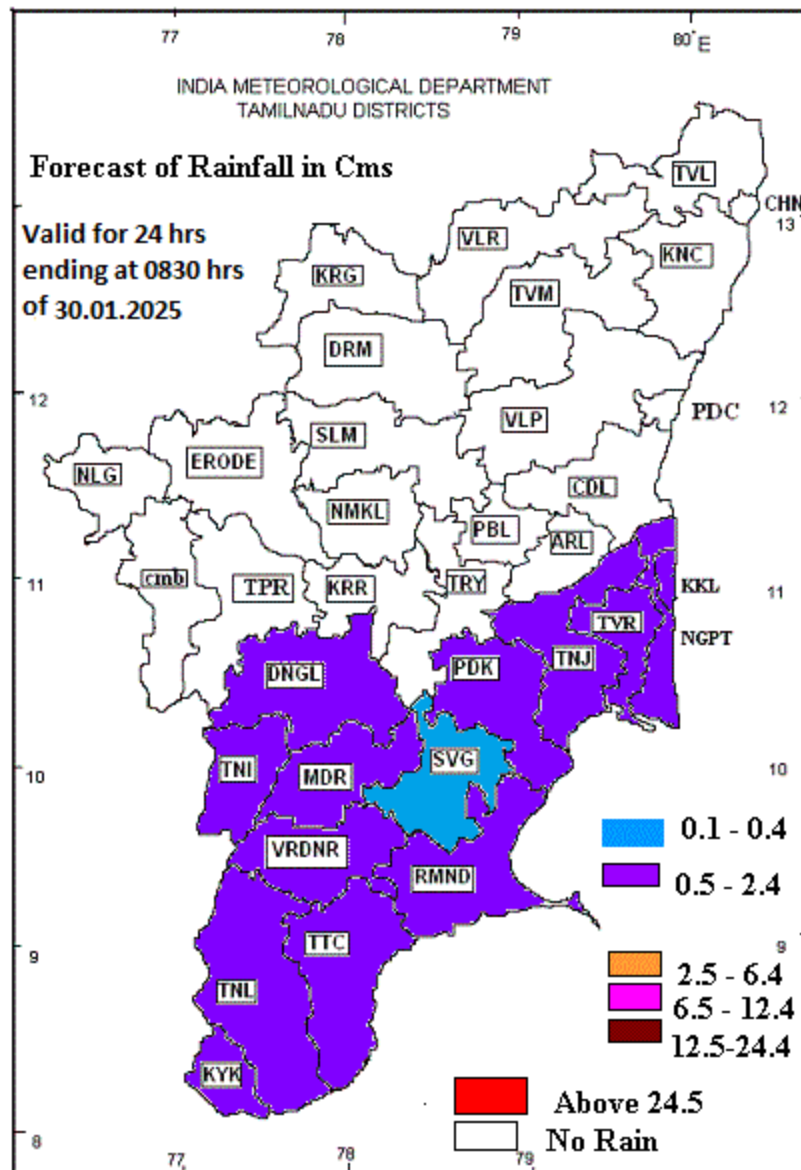 77 78 79 80°E
INDIA METEOROLOGICAL DEPARTMENT
TAMILNADU DISTRICTS
Forecast of Rainfall in Cms
TVL
CHN
13
Valid for 24 hrs
ending at 0830 hrs
of 30.01.2025
VLR
KNC
KRG
TVM
DRM
12
VLP
PDC
12
SLM
ERODE
NLG
CDL
NMKL
PBL
ARL
11
cmb
TPR
KRR
TRY
KKL
11
TVR
NGPT
DNGL
PDK
TNJ
10
TNI
MDR
SVG
10
0.1 - 0.4
VRDNR
RMND
0.5 - 2.4
9
TTC
9
2.5 - 6.4
TNL
6.5 - 12.4
12.5-24.4
KYK
Above 24.5
8
No Rain
77 78 79